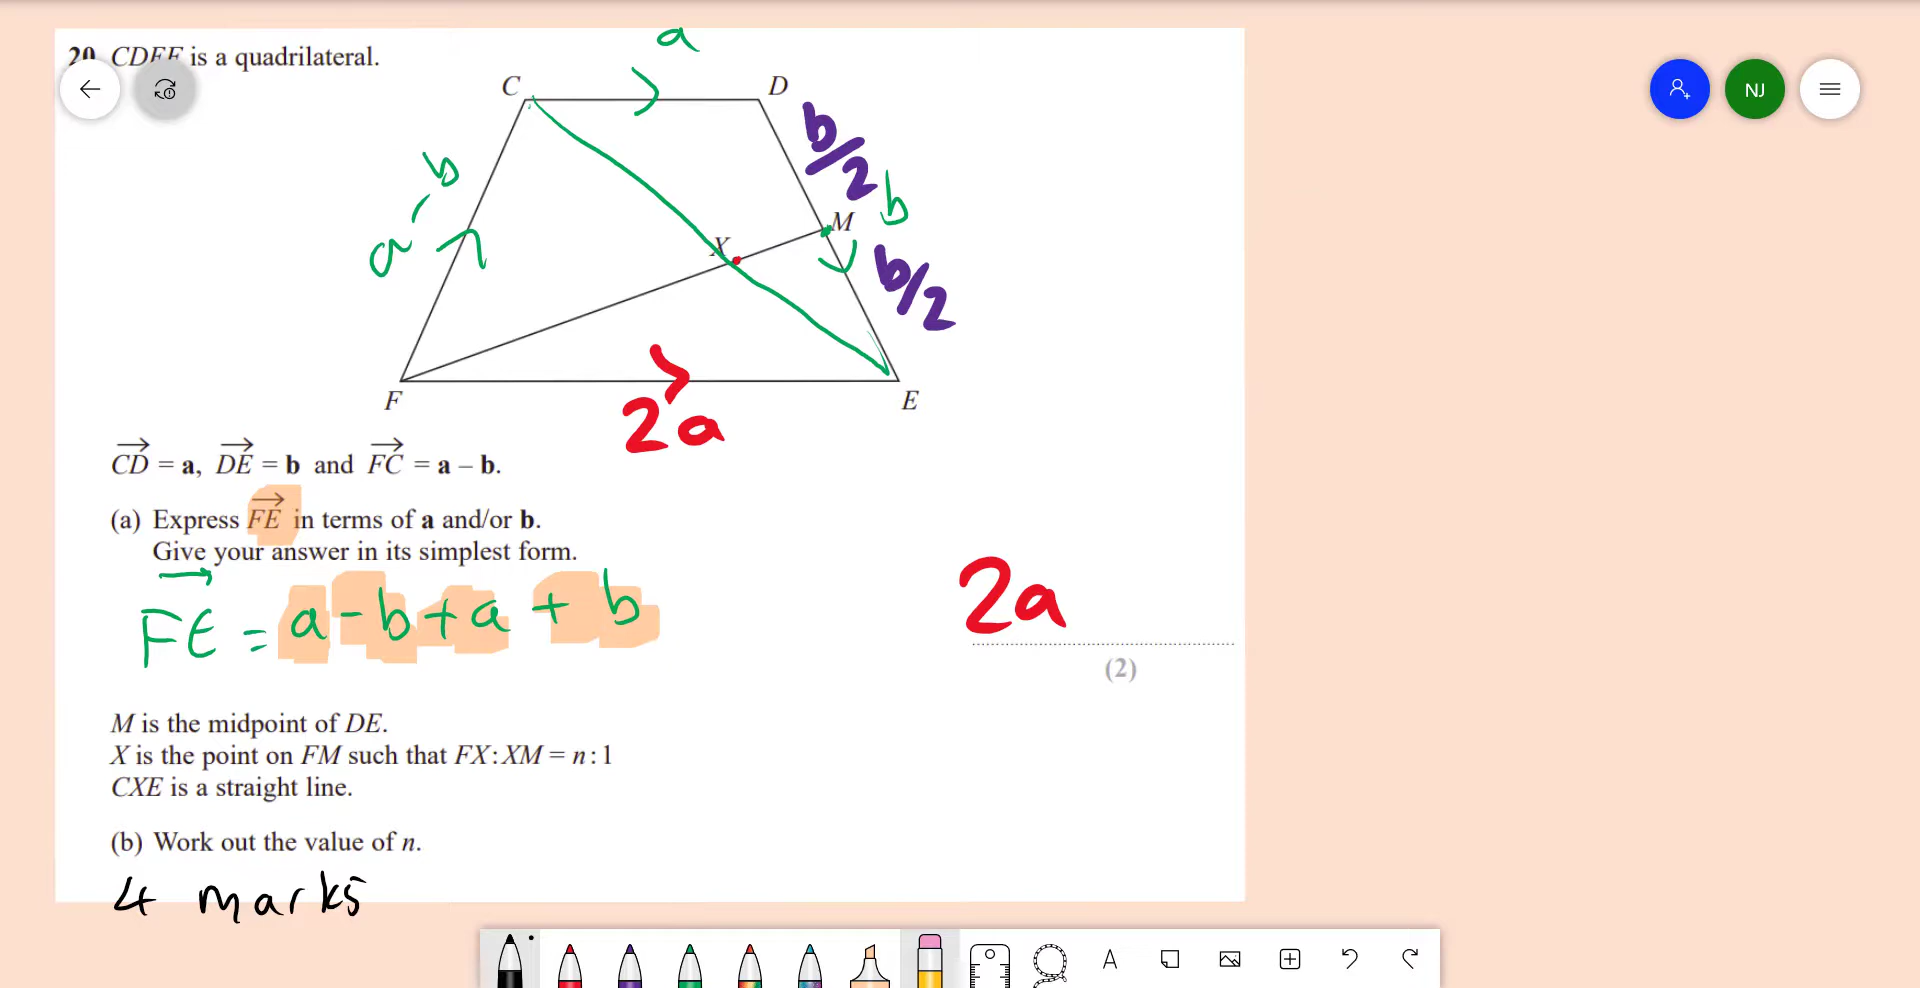 20 CDEF is a quadrilateral.
NJ
a
C
D
b/2
b
a - b
M
X
b/2
F
E
2a
CD = a, DE = b and FC = a – b.
(a) Express FE in terms of a and/or b.
Give your answer in its simplest form.
FE = a - b + a + b
2a
(2)
M is the midpoint of DE.
X is the point on FM such that FX : XM = n : 1
CXE is a straight line.
(b) Work out the value of n.
4 marks
A